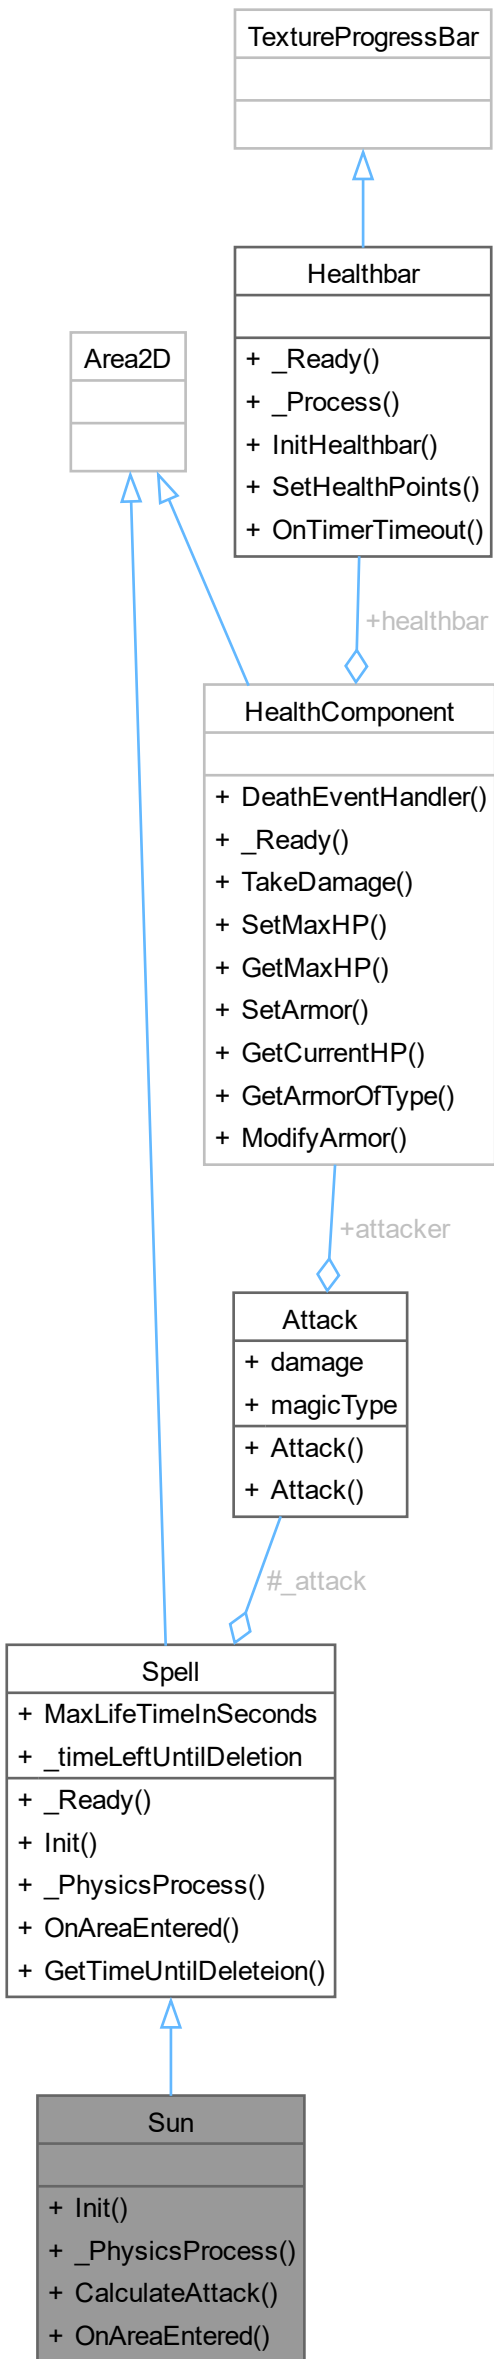 TextureProgressBar
Healthbar
+ _Ready()
+ _Process()
+ InitHealthbar()
+ SetHealthPoints()
+ OnTimerTimeout()
Area2D
+healthbar
HealthComponent
+ DeathEventHandler()
+ _Ready()
+ TakeDamage()
+ SetMaxHP()
+ GetMaxHP()
+ SetArmor()
+ GetCurrentHP()
+ GetArmorOfType()
+ ModifyArmor()
+attacker
Attack
+ damage
+ magicType
+ Attack()
+ Attack()
#_attack
Spell
+ MaxLifeTimeInSeconds
+ _timeLeftUntilDeletion
+ _Ready()
+ Init()
+ _PhysicsProcess()
+ OnAreaEntered()
+ GetTimeUntilDeleteion()
Sun
+ Init()
+ _PhysicsProcess()
+ CalculateAttack()
+ OnAreaEntered()